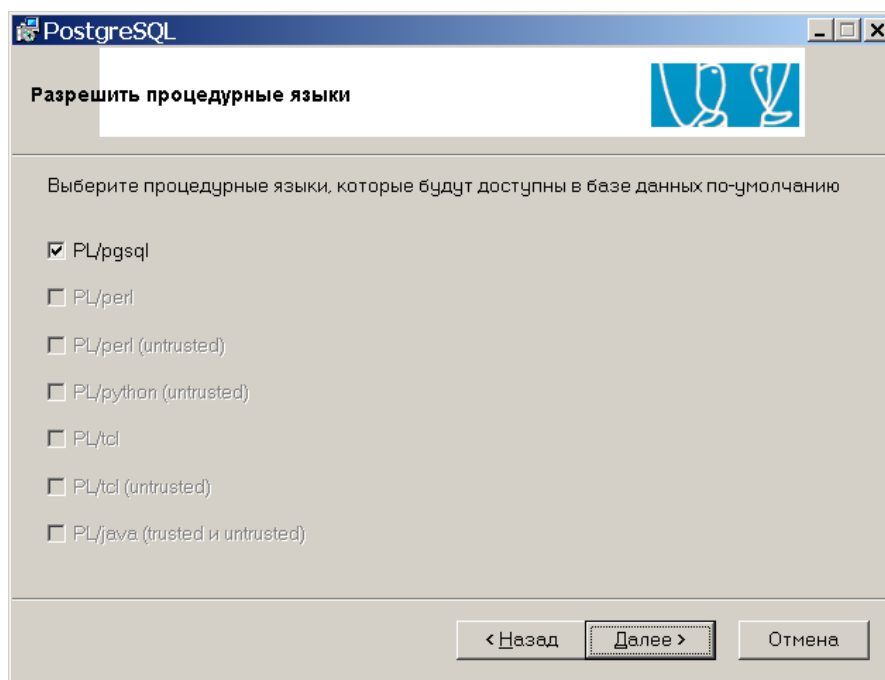 PostgreSQL
Разрешить процедурные языки
Выберите процедурные языки, которые будут доступны в базе данных по-умолчанию
PL/pgsql
PL/perl
PL/perl (untrusted)
PL/python (untrusted)
PL/tcl
PL/tcl (untrusted)
PL/java (trusted и untrusted)
< Назад Далее > Отмена